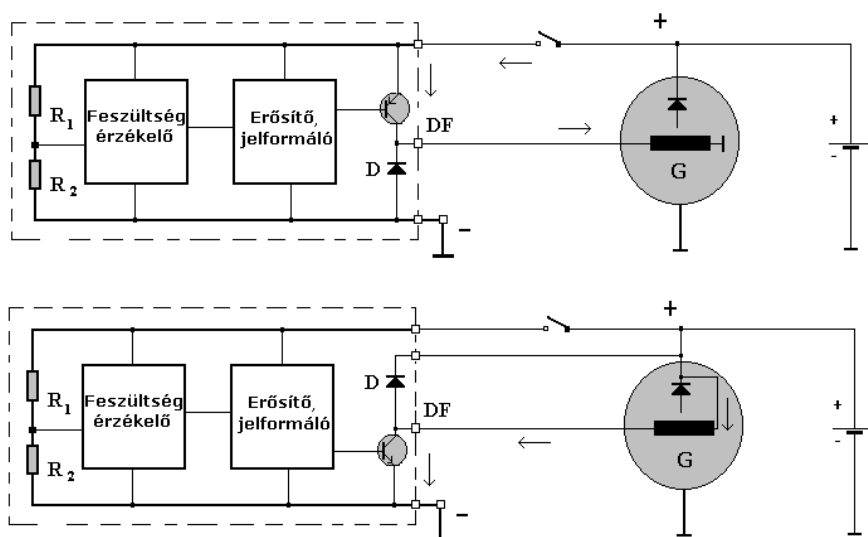 +
R1
Feszültség
érzékelő
Erősítő,
jelformáló
DF
D
G
+
-
R2
-
+
R1
Feszültség
érzékelő
Erősítő,
jelformáló
D
DF
G
+
-
R2
-